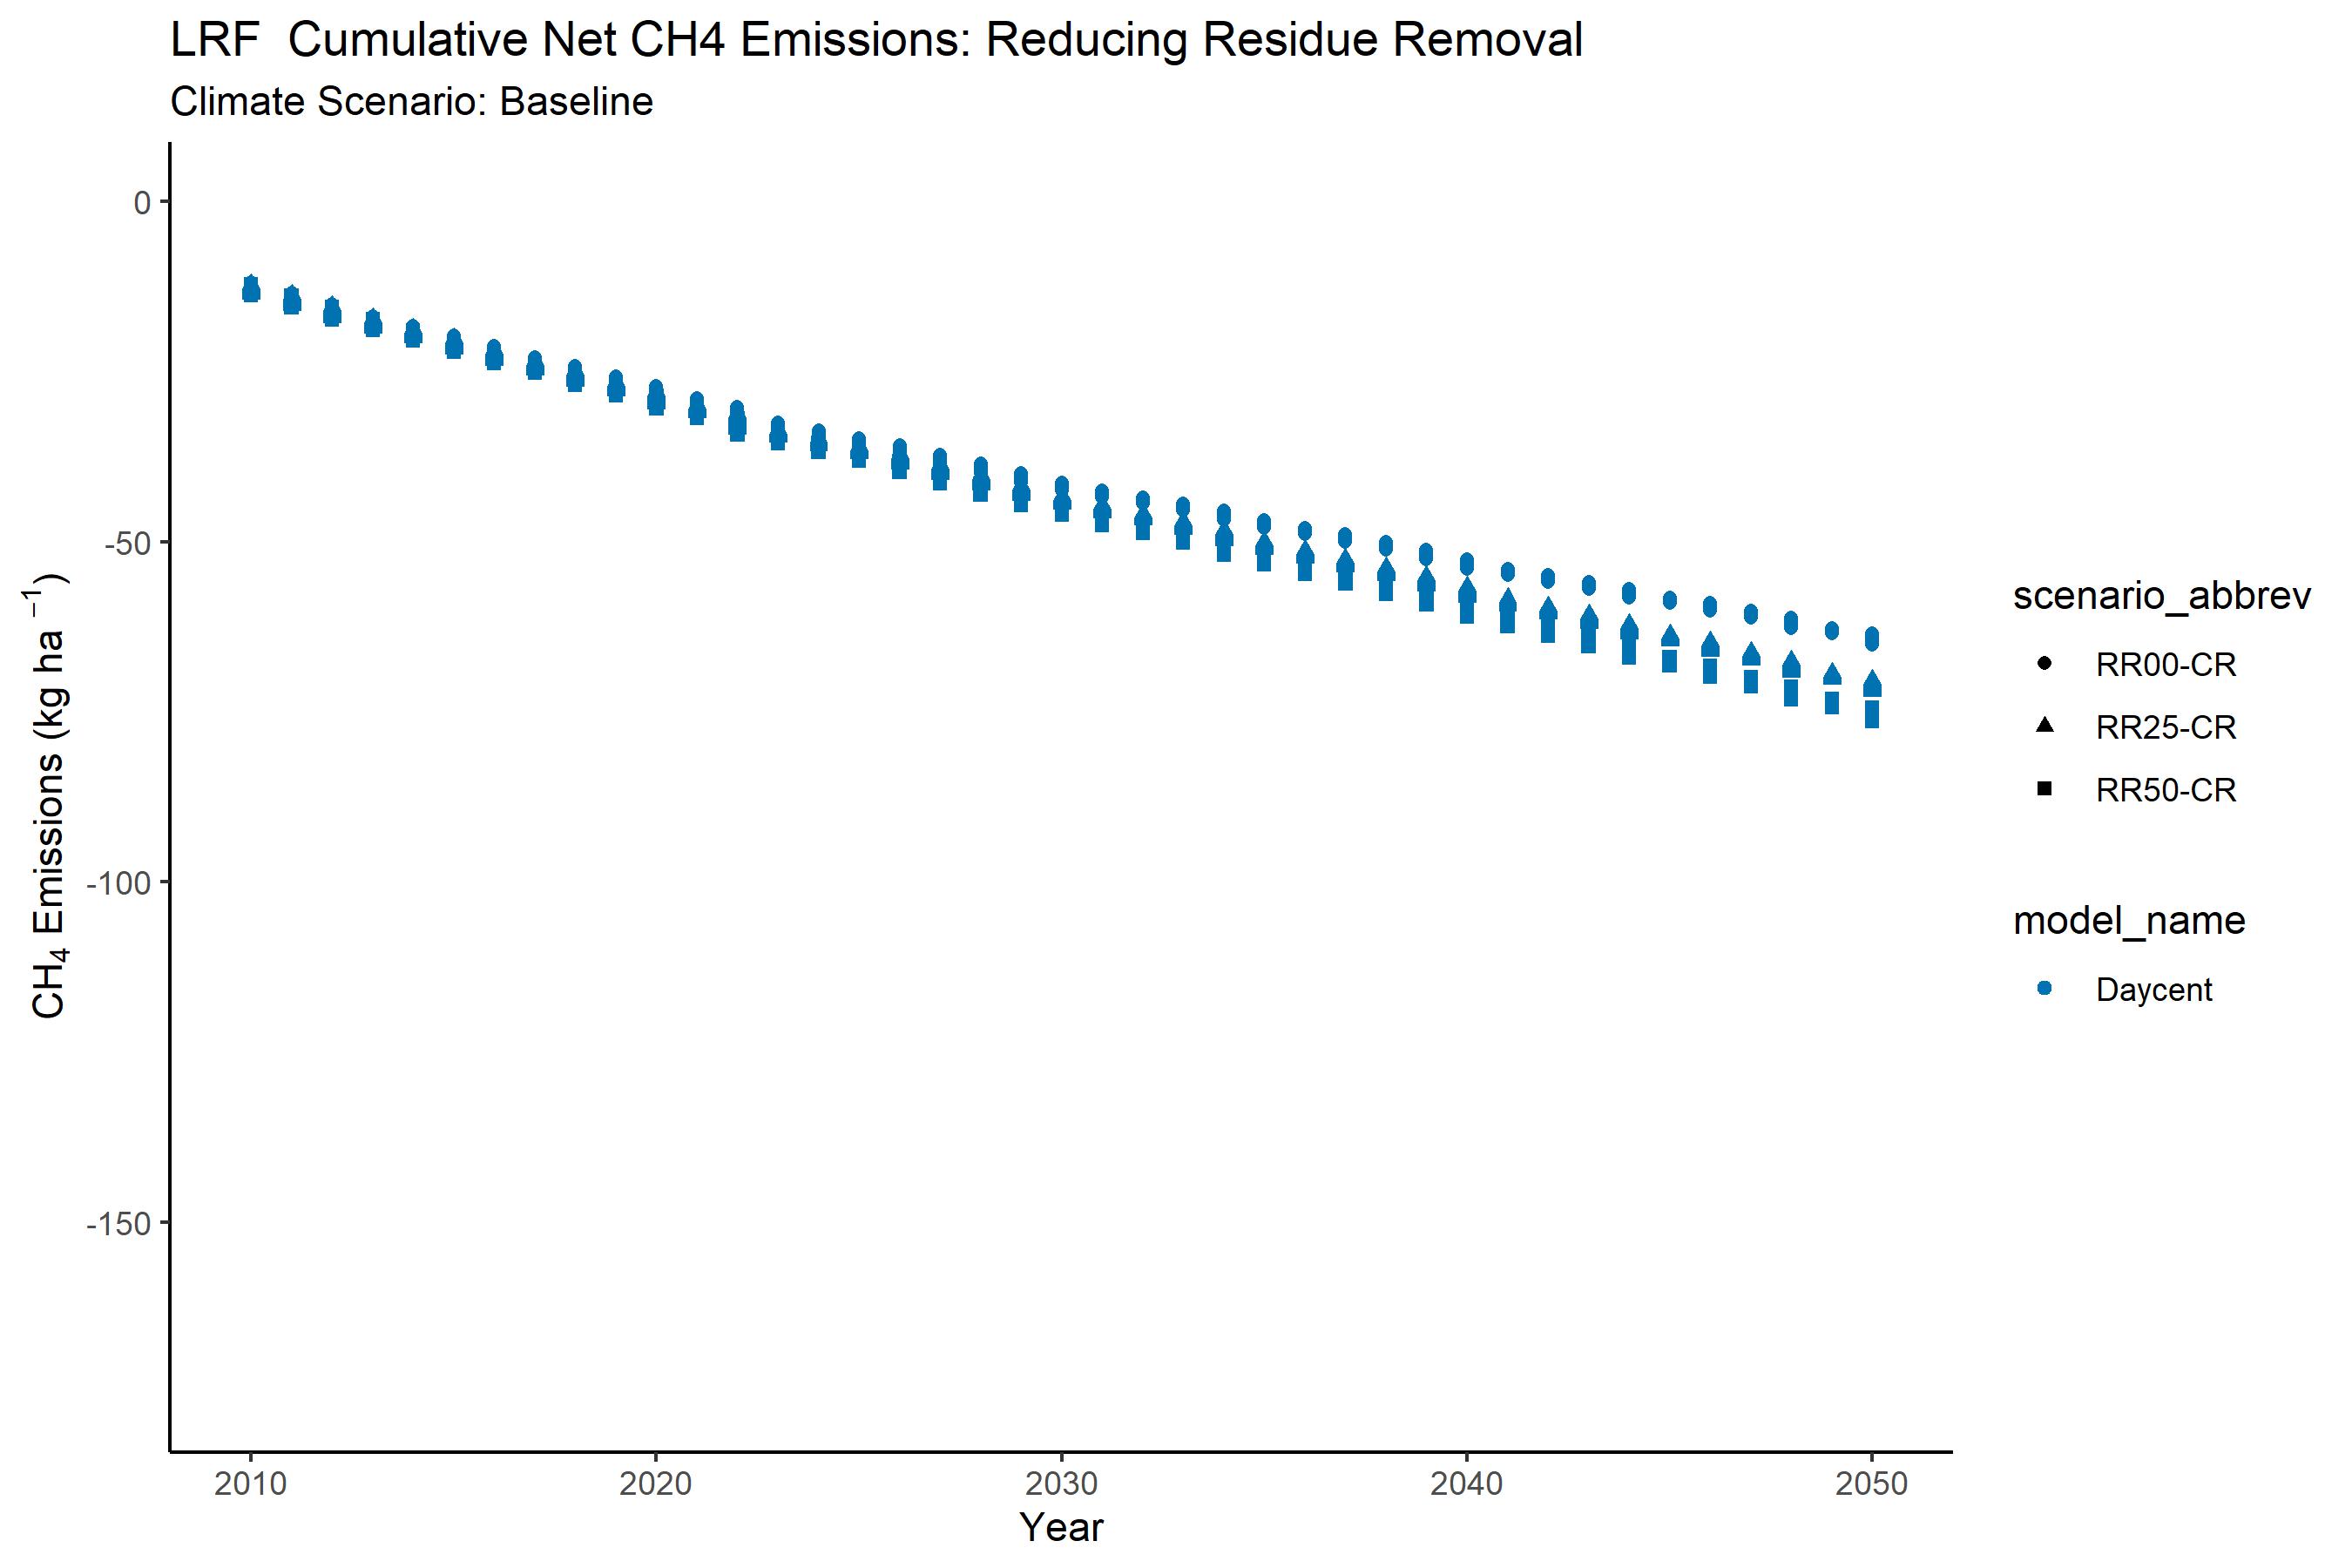 LRF  Cumulative Net CH4 Emissions: Reducing Residue Removal
Climate Scenario: Baseline
CH₄ Emissions (kg ha ⁻¹)
0
-50
-100
-150
2010
2020
2030
2040
2050
Year
scenario_abbrev
RR00-CR
RR25-CR
RR50-CR
model_name
Daycent